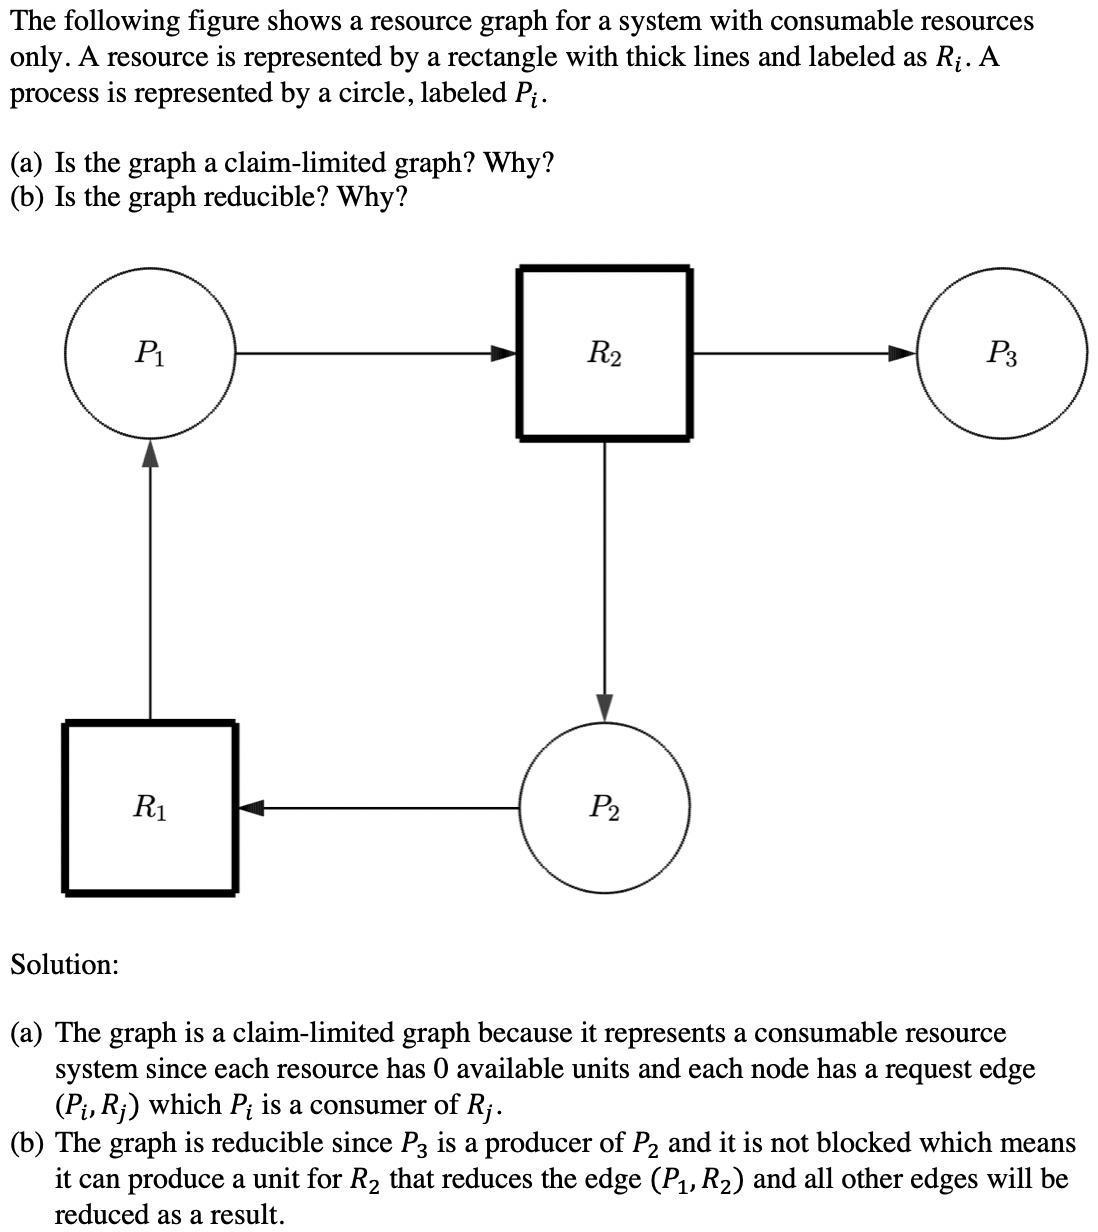 The following figure shows a resource graph for a system with consumable resources
only. A resource is represented by a rectangle with thick lines and labeled as Rᵢ. A
process is represented by a circle, labeled Pᵢ.
(a) Is the graph a claim-limited graph? Why?
(b) Is the graph reducible? Why?
P₁
R₂
P₃
R₁
P₂
Solution:
(a) The graph is a claim-limited graph because it represents a consumable resource
system since each resource has 0 available units and each node has a request edge
(Pᵢ, Rⱼ) which Pᵢ is a consumer of Rⱼ.
(b) The graph is reducible since P₃ is a producer of P₂ and it is not blocked which means
it can produce a unit for R₂ that reduces the edge (P₁, R₂) and all other edges will be
reduced as a result.